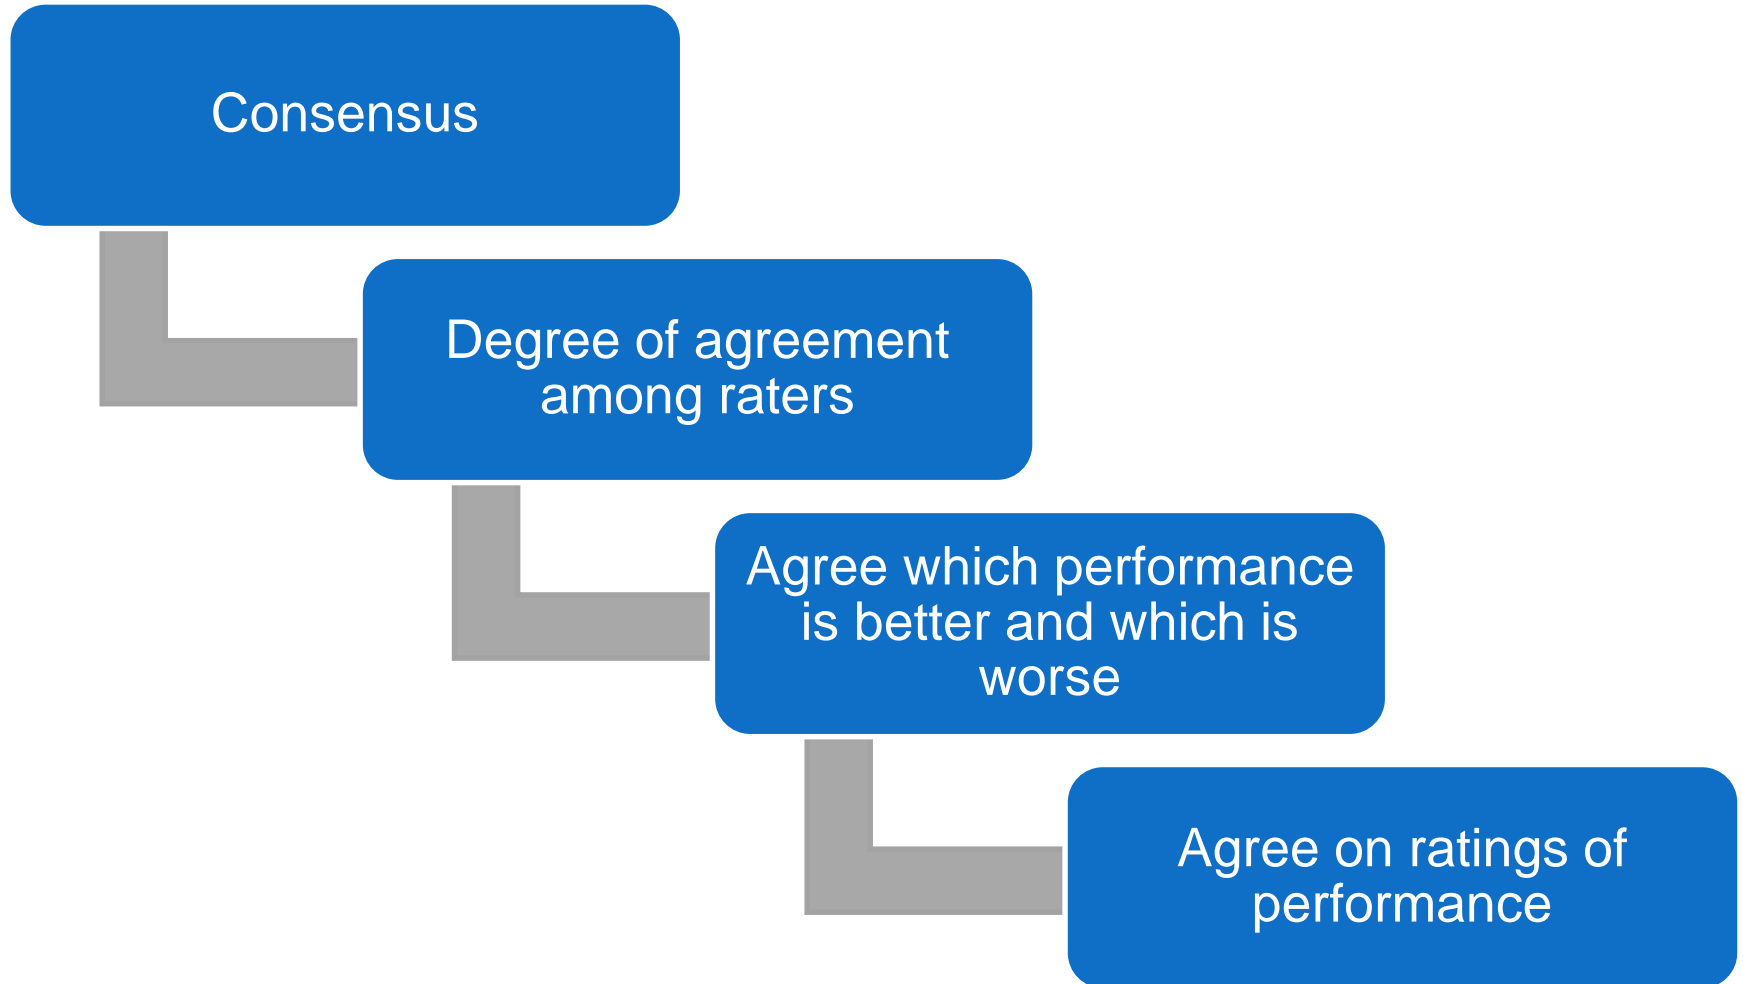 Consensus
Degree of agreement
among raters
Agree which performance
is better and which is
worse
Agree on ratings of
performance